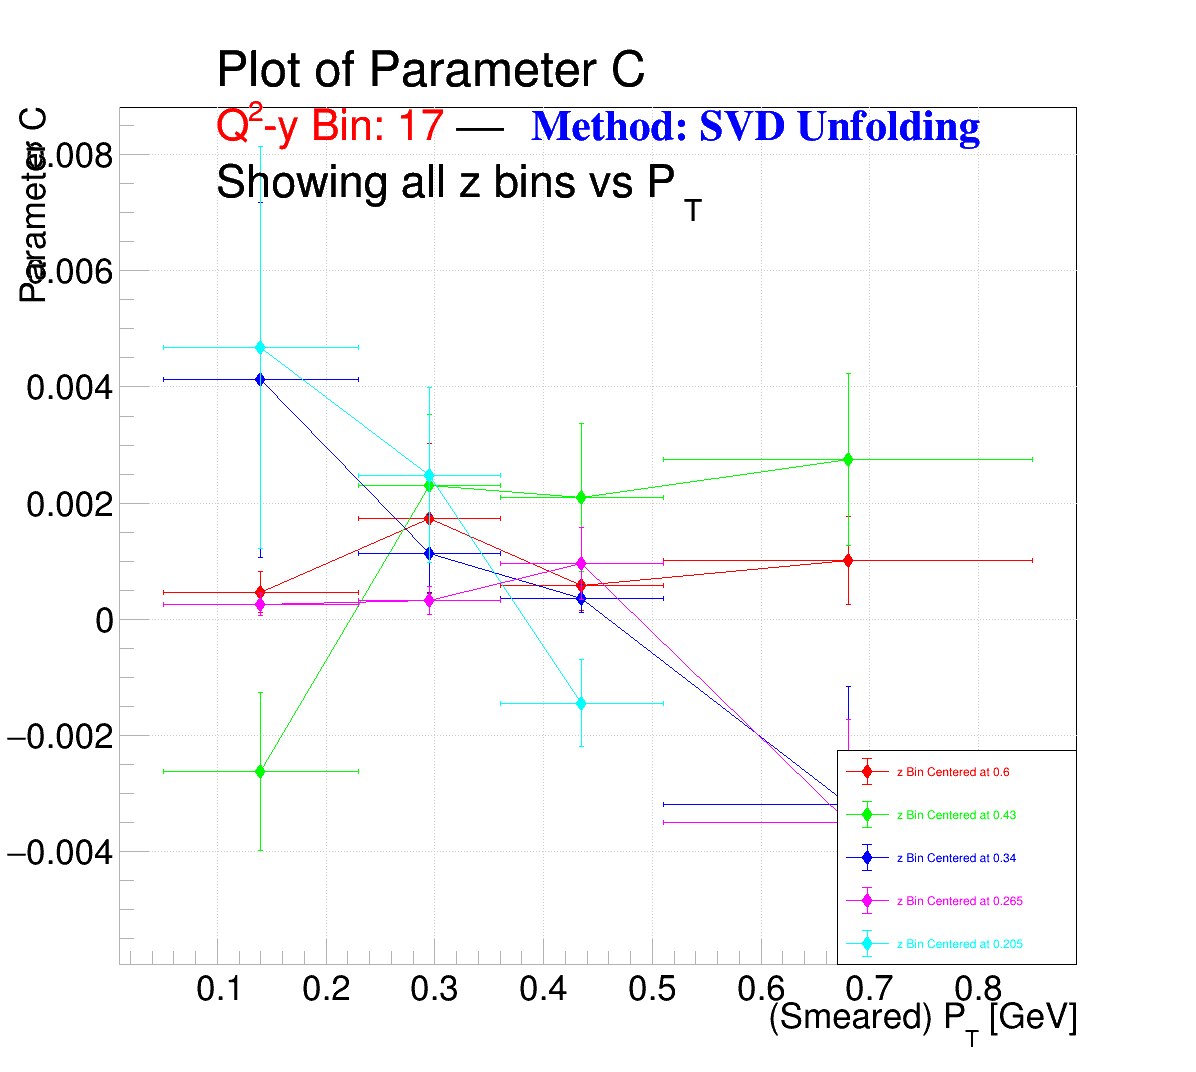 Plot of Parameter C
Q²-y Bin: 17 — Method: SVD Unfolding
Showing all z bins vs P_T
Parameter C
0.008
0.006
0.004
0.002
0
−0.002
−0.004
z Bin Centered at 0.6
z Bin Centered at 0.43
z Bin Centered at 0.34
z Bin Centered at 0.265
z Bin Centered at 0.205
0.1 0.2 0.3 0.4 0.5 0.6 0.7 0.8
(Smeared) P_T [GeV]